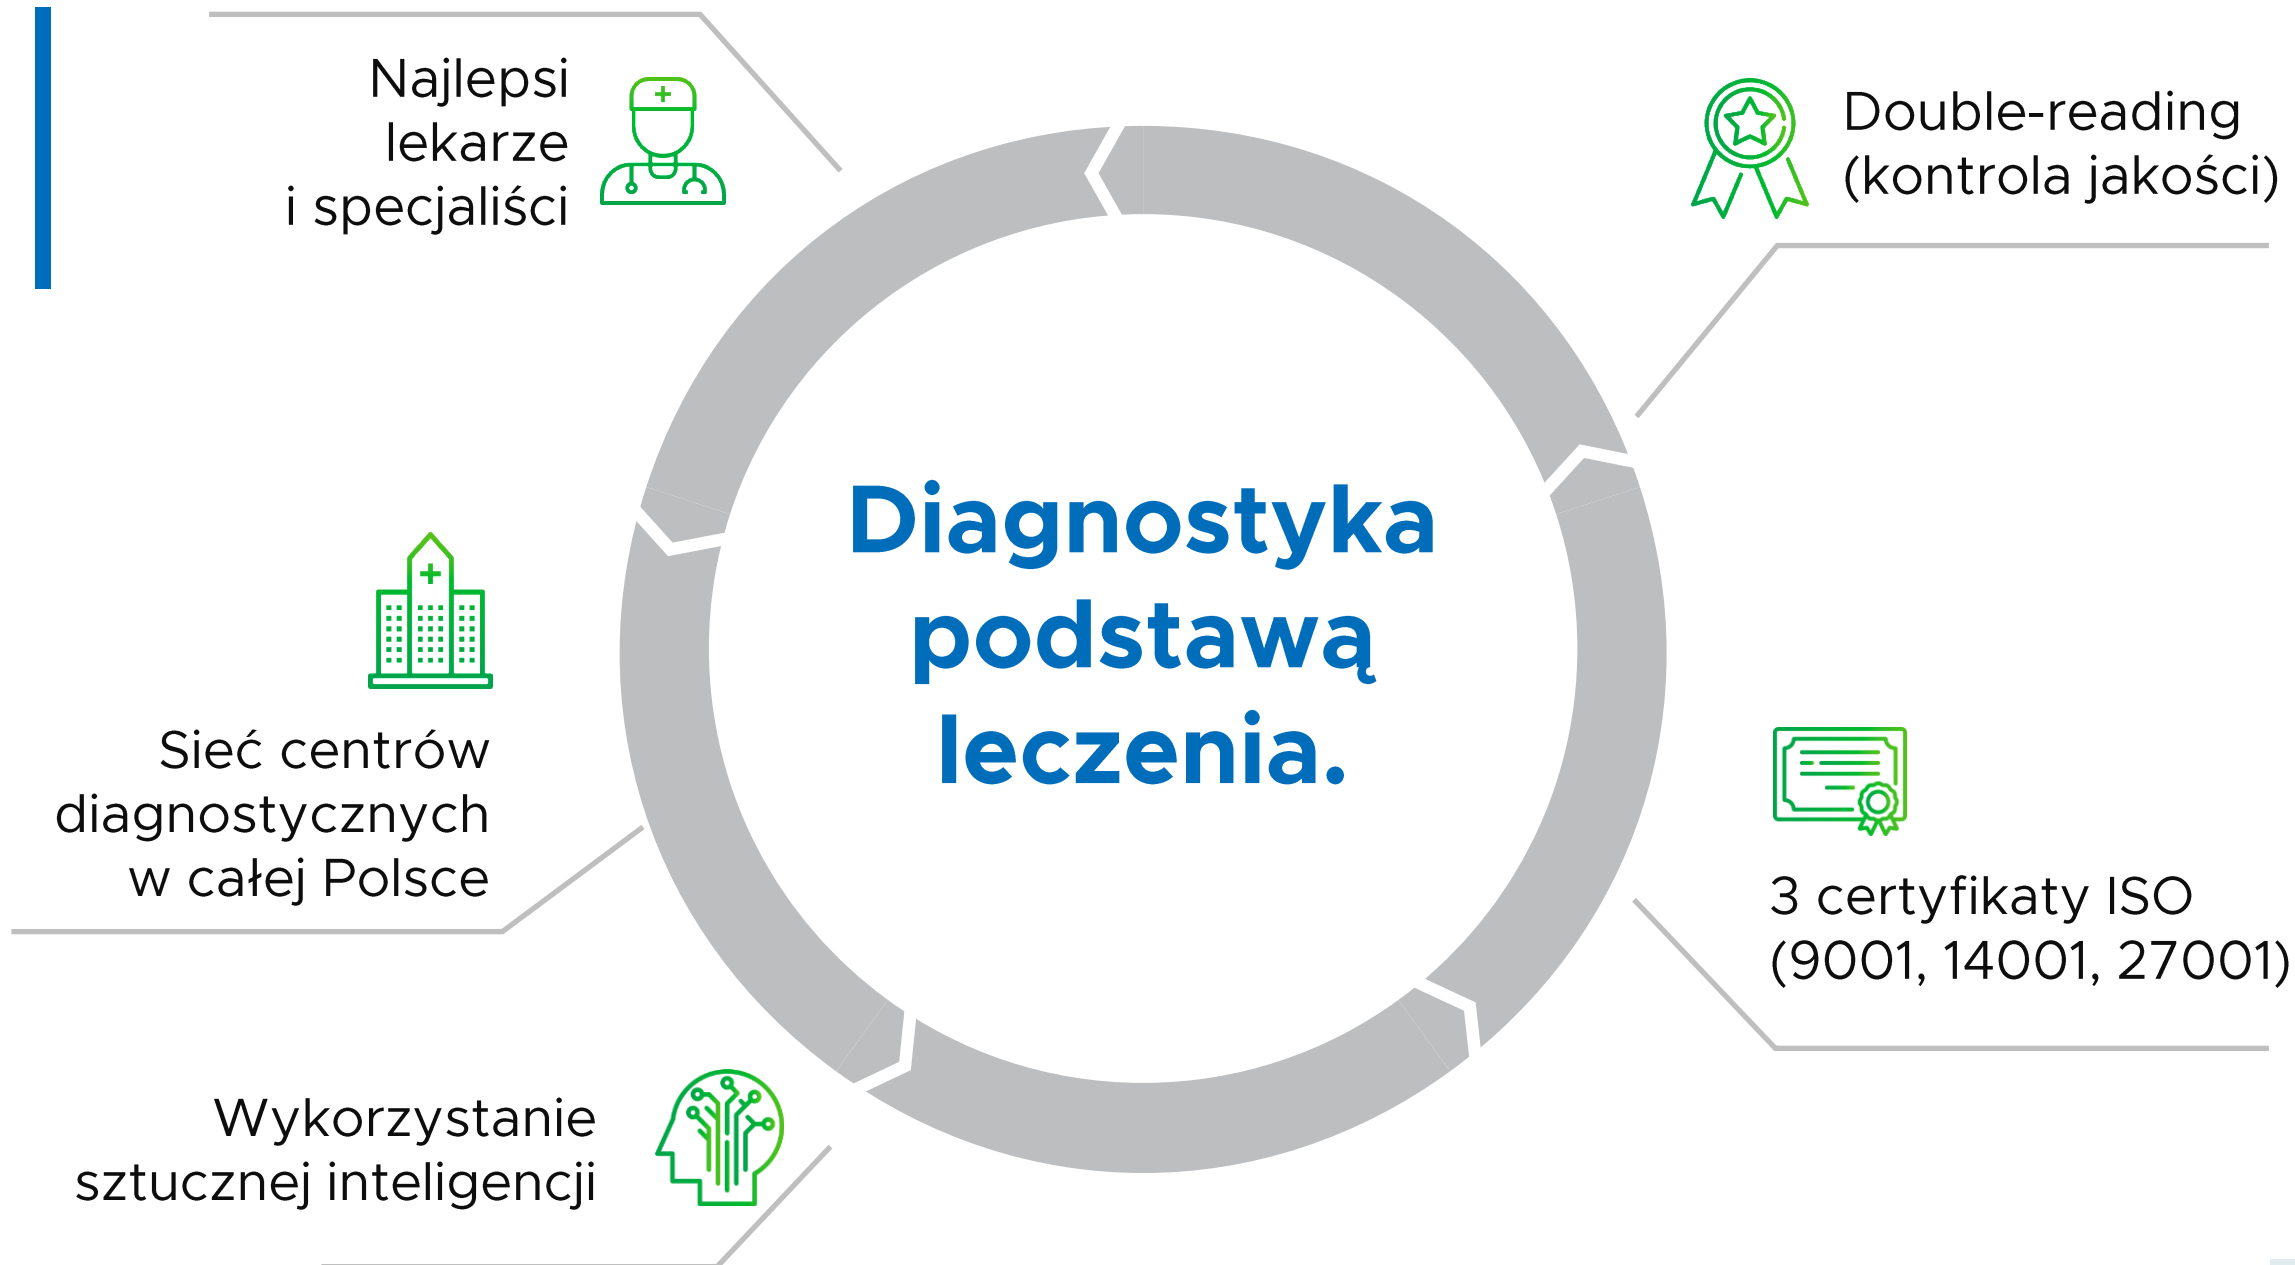 Najlepsi
lekarze
i specjaliści
Double-reading
(kontrola jakości)
Diagnostyka
podstawą
leczenia.
Sieć centrów
diagnostycznych
w całej Polsce
3 certyfikaty ISO
(9001, 14001, 27001)
Wykorzystanie
sztucznej inteligencji